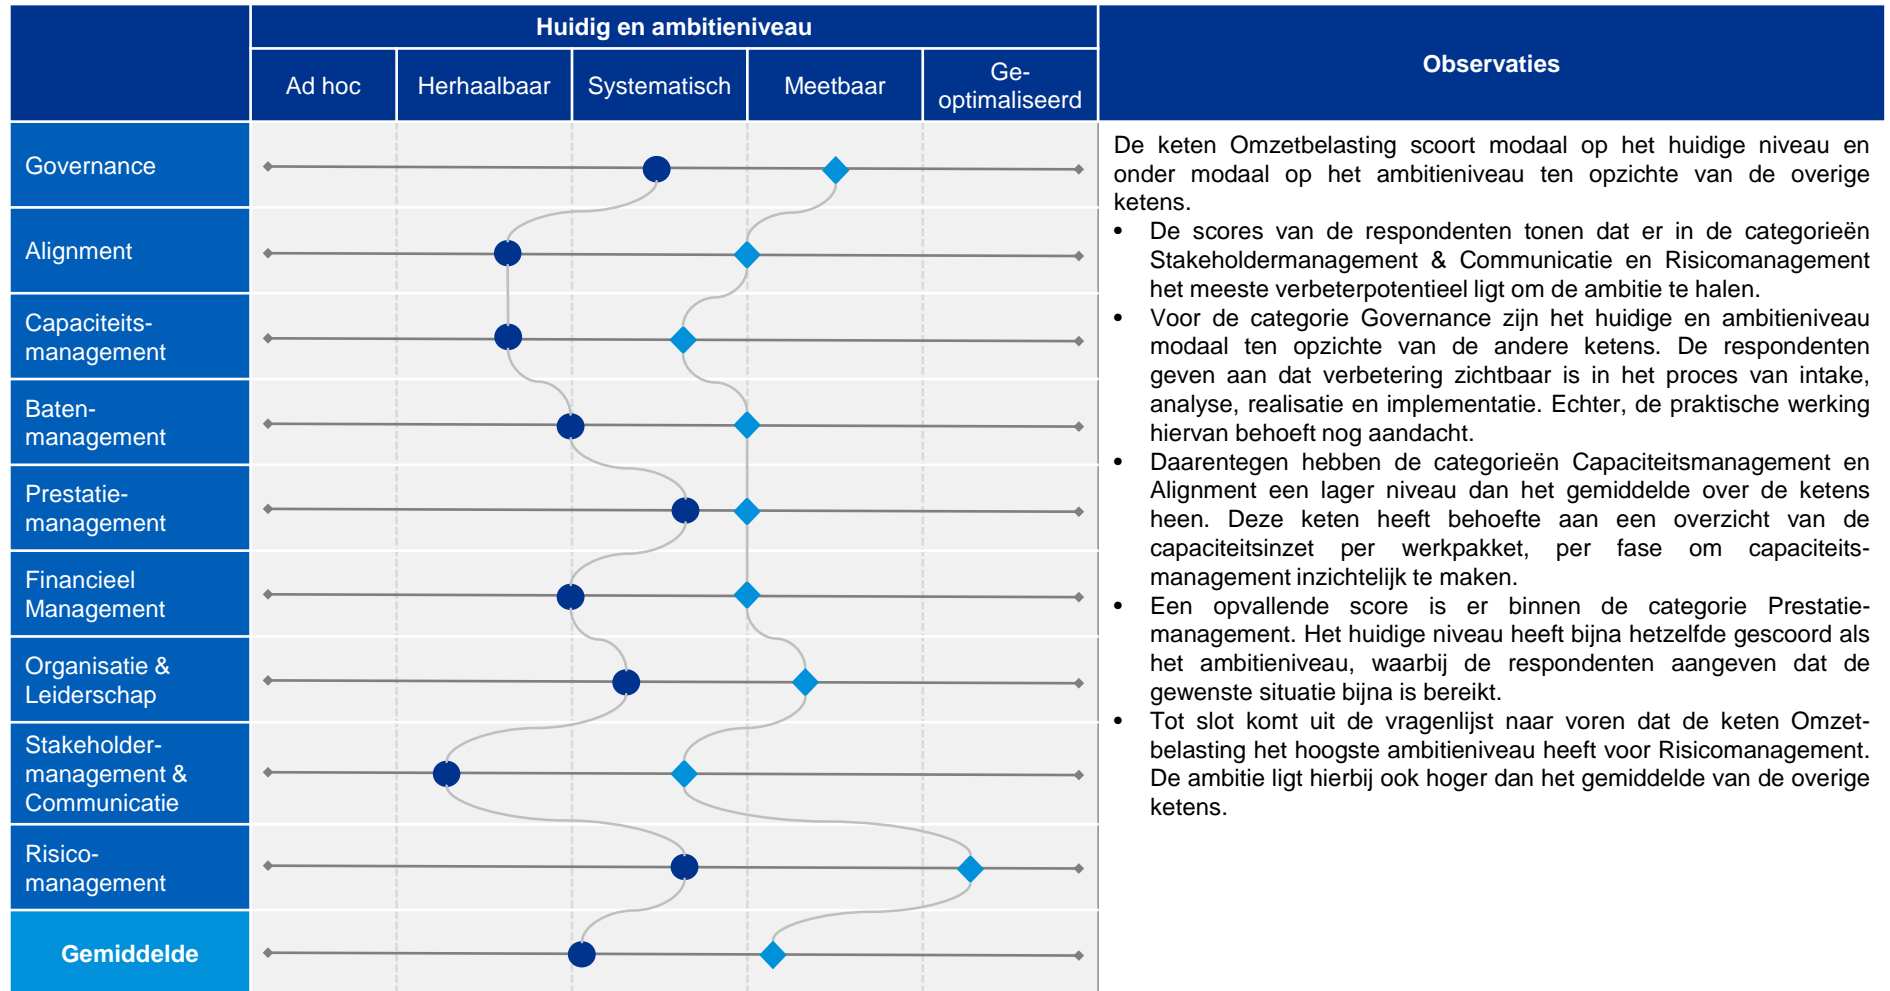 Huidig en ambitieniveau
Observaties
Ad hoc
Herhaalbaar
Systematisch
Meetbaar
Ge-
optimaliseerd
Governance
Alignment
Capaciteits-
management
Baten-
management
Prestatie-
management
Financieel
Management
Organisatie &
Leiderschap
Stakeholder-
management &
Communicatie
Risico-
management
Gemiddelde
De keten Omzetbelasting scoort modaal op het huidige niveau en
onder modaal op het ambitieniveau ten opzichte van de overige
ketens.
• De scores van de respondenten tonen dat er in de categorieën
Stakeholdermanagement & Communicatie en Risicomanagement
het meeste verbeterpotentieel ligt om de ambitie te halen.
• Voor de categorie Governance zijn het huidige en ambitieniveau
modaal ten opzichte van de andere ketens. De respondenten
geven aan dat verbetering zichtbaar is in het proces van intake,
analyse, realisatie en implementatie. Echter, de praktische werking
hiervan behoeft nog aandacht.
• Daarentegen hebben de categorieën Capaciteitsmanagement en
Alignment een lager niveau dan het gemiddelde over de ketens
heen. Deze keten heeft behoefte aan een overzicht van de
capaciteitsinzet per werkpakket, per fase om capaciteits-
management inzichtelijk te maken.
• Een opvallende score is er binnen de categorie Prestatie-
management. Het huidige niveau heeft bijna hetzelfde gescoord als
het ambitieniveau, waarbij de respondenten aangeven dat de
gewenste situatie bijna is bereikt.
• Tot slot komt uit de vragenlijst naar voren dat de keten Omzet-
belasting het hoogste ambitieniveau heeft voor Risicomanagement.
De ambitie ligt hierbij ook hoger dan het gemiddelde van de overige
ketens.